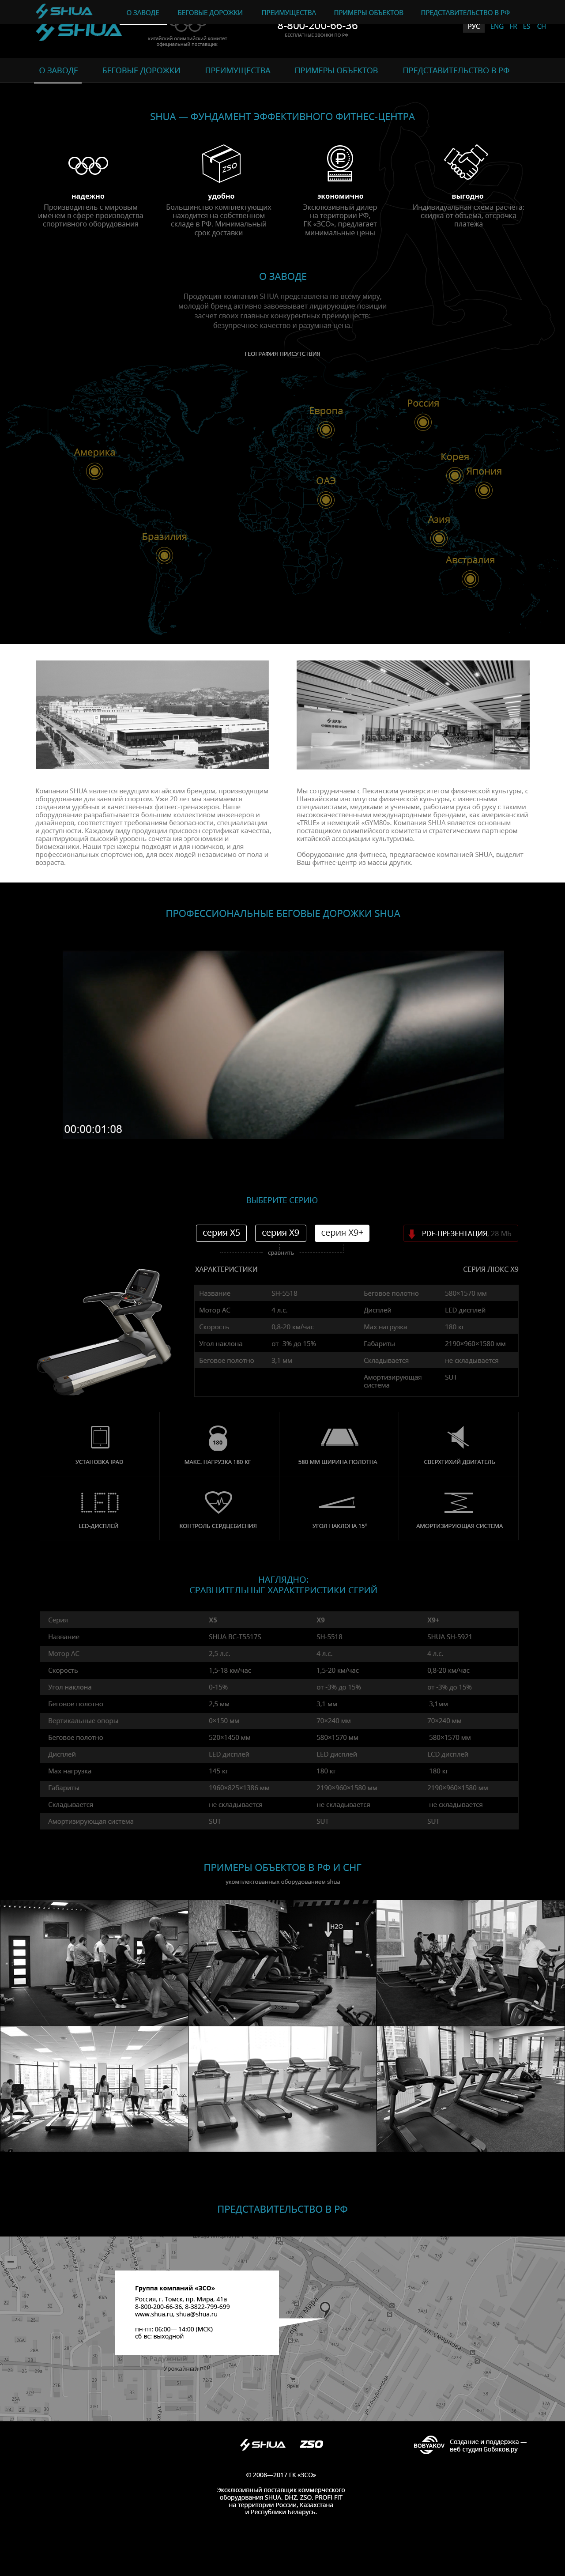 SHUA
О ЗАВОДЕ БЕГОВЫЕ ДОРОЖКИ ПРЕИМУЩЕСТВА ПРИМЕРЫ ОБЪЕКТОВ ПРЕДСТАВИТЕЛЬСТВО В РФ
SHUA
китайский олимпийский комитет
официальный поставщик
8-800-200-66-36
БЕСПЛАТНЫЕ ЗВОНКИ ПО РФ
РУС ENG FR ES CH
О ЗАВОДЕ БЕГОВЫЕ ДОРОЖКИ ПРЕИМУЩЕСТВА ПРИМЕРЫ ОБЪЕКТОВ ПРЕДСТАВИТЕЛЬСТВО В РФ
SHUA — ФУНДАМЕНТ ЭФФЕКТИВНОГО ФИТНЕС-ЦЕНТРА
ZSO
надежно
Производитель с мировым
именем в сфере производства
спортивного оборудования
удобно
Большинство комплектующих
находится на собственном
складе в РФ. Минимальный
срок доставки
экономично
Эксклюзивный дилер
на територии РФ,
ГК «ЗСО», предлагает
минимальные цены
выгодно
Индивидуальная схема расчета:
скидка от объема, отсрочка
платежа
О ЗАВОДЕ
Продукция компании SHUA представлена по всему миру,
молодой бренд активно завоевывает лидирующие позиции
засчет своих главных конкурентных преимуществ:
безупречное качество и разумная цена.
ГЕОГРАФИЯ ПРИСУТСТВИЯ
Россия
Европа
Америка
Корея
Япония
ОАЭ
Азия
Бразилия
Австралия
Компания SHUA является ведущим китайским брендом, производящим
оборудование для занятий спортом. Уже 20 лет мы занимаемся
созданием удобных и качественных фитнес-тренажеров. Наше
оборудование разрабатывается большим коллективом инженеров и
дизайнеров, соответствует требованиям безопасности, специализации
и доступности. Каждому виду продукции присвоен сертификат качества,
гарантирующий высокий уровень сочетания эргономики и
биомеханики. Наши тренажеры подходят и для новичков, и для
профессиональных спортсменов, для всех людей независимо от пола и
возраста.
Мы сотрудничаем с Пекинским университетом физической культуры, с
Шанхайским институтом физической культуры, с известными
специалистами, медиками и учеными, работаем рука об руку с такими
высококачественными международными брендами, как американский
«TRUE» и немецкий «GYM80». Компания SHUA является основным
поставщиком олимпийского комитета и стратегическим партнером
китайской ассоциации культуризма.
Оборудование для фитнеса, предлагаемое компанией SHUA, выделит
Ваш фитнес-центр из массы других.
ПРОФЕССИОНАЛЬНЫЕ БЕГОВЫЕ ДОРОЖКИ SHUA
00:00:01:08
ВЫБЕРИТЕ СЕРИЮ
серия X5 серия X9 серия X9+
сравнить
PDF-ПРЕЗЕНТАЦИЯ. 28 МБ
ХАРАКТЕРИСТИКИ СЕРИЯ ЛЮКС X9
Название SH-5518 Беговое полотно 580×1570 мм
Мотор AC 4 л.с. Дисплей LED дисплей
Скорость 0,8-20 км/час Мах нагрузка 180 кг
Угол наклона от -3% до 15% Габариты 2190×960×1580 мм
Беговое полотно 3,1 мм Складывается не складывается
Амортизирующая SUT
система
180
УСТАНОВКА IPAD МАКС. НАГРУЗКА 180 КГ 580 ММ ШИРИНА ПОЛОТНА СВЕРХТИХИЙ ДВИГАТЕЛЬ
LED
LED-ДИСПЛЕЙ КОНТРОЛЬ СЕРДЦЕБИЕНИЯ УГОЛ НАКЛОНА 15⁰ АМОРТИЗИРУЮЩАЯ СИСТЕМА
НАГЛЯДНО:
СРАВНИТЕЛЬНЫЕ ХАРАКТЕРИСТИКИ СЕРИЙ
Серия X5 X9 X9+
Название SHUA BC-T5517S SH-5518 SHUA SH-5921
Мотор AC 2,5 л.с. 4 л.с. 4 л.с.
Скорость 1,5-18 км/час 1,5-20 км/час 0,8-20 км/час
Угол наклона 0-15% от -3% до 15% от -3% до 15%
Беговое полотно 2,5 мм 3,1 мм 3,1мм
Вертикальные опоры 0×150 мм 70×240 мм 70×240 мм
Беговое полотно 520×1450 мм 580×1570 мм 580×1570 мм
Дисплей LED дисплей LED дисплей LCD дисплей
Мах нагрузка 145 кг 180 кг 180 кг
Габариты 1960×825×1386 мм 2190×960×1580 мм 2190×960×1580 мм
Складывается не складывается не складывается не складывается
Амортизирующая система SUT SUT SUT
ПРИМЕРЫ ОБЪЕКТОВ В РФ И СНГ
укомплектованных оборудованием shua
H2O
ПРЕДСТАВИТЕЛЬСТВО В РФ
Группа компаний «ЗСО»
Россия, г. Томск, пр. Мира, 41а
8-800-200-66-36, 8-3822-799-699
www.shua.ru, shua@shua.ru
пн-пт: 06:00— 14:00 (МСК)
сб-вс: выходной
SHUA ZSO
BOBYAKOV
Создание и поддержка —
веб-студия Бобяков.ру
© 2008—2017 ГК «ЗСО»
Эксклюзивный поставщик коммерческого
оборудования SHUA, DHZ, ZSO, PROFI-FIT
на территории России, Казахстана
и Республики Беларусь.